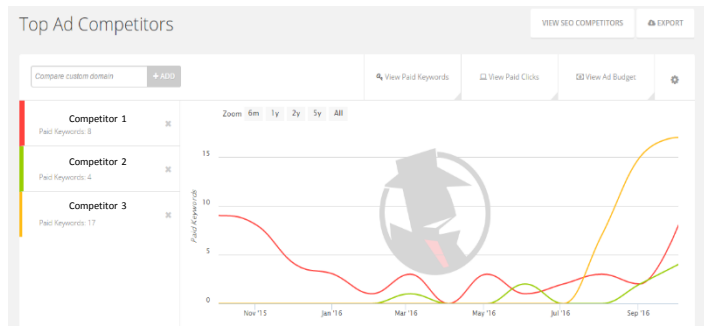 Top Ad Competitors
VIEW SEO COMPETITORS
EXPORT
Compare custom domain
+ ADD
View Paid Keywords
View Paid Clicks
View Ad Budget
Competitor 1
Paid Keywords: 8
Competitor 2
Paid Keywords: 4
Competitor 3
Paid Keywords: 17
Zoom 6m 1y 2y 5y All
Paid Keywords
15
10
5
0
Nov '15 Jan '16 Mar '16 May '16 Jul '16 Sep '16